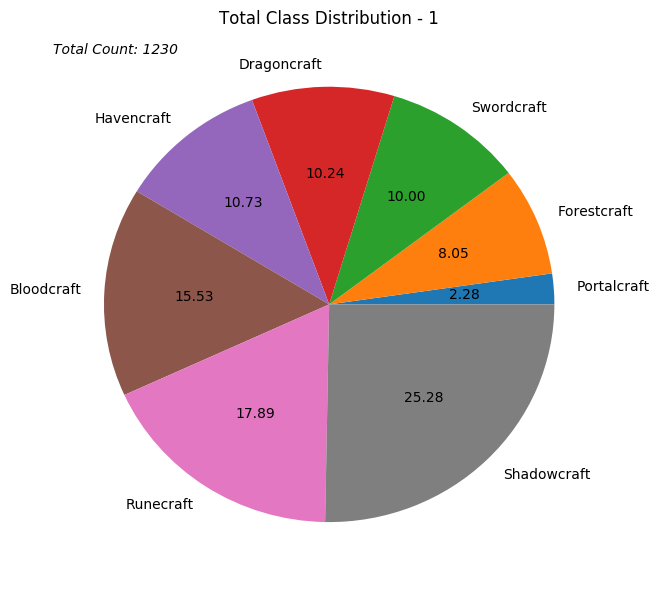 Total Class Distribution - 1
Total Count: 1230
Dragoncraft
Swordcraft
Havencraft
10.24
10.00
10.73
Forestcraft
8.05
Portalcraft
2.28
Bloodcraft
15.53
25.28
17.89
Shadowcraft
Runecraft